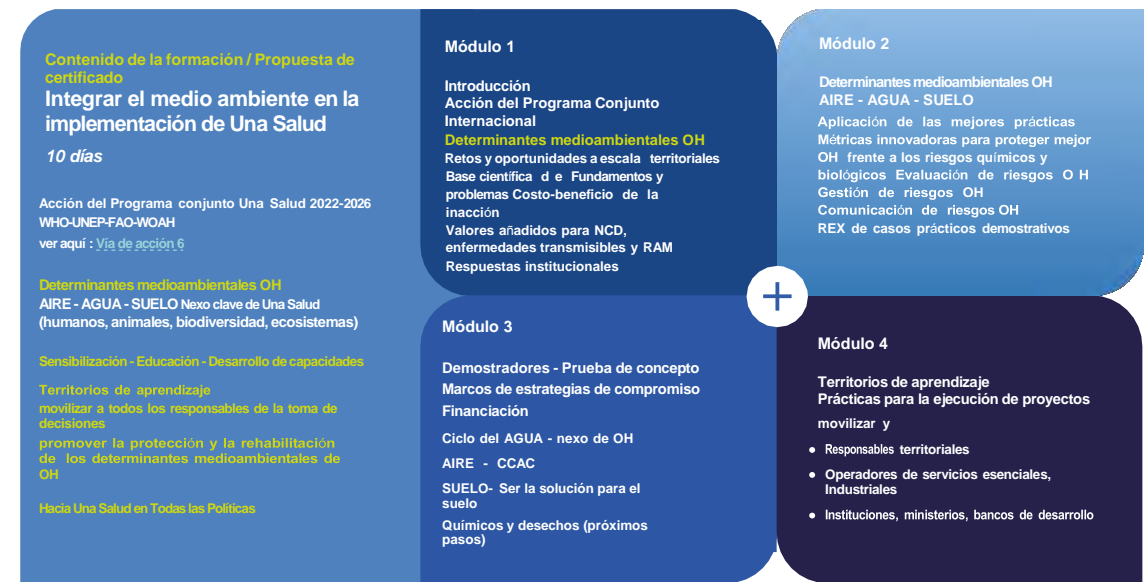 Contenido de la formación / Propuesta de
certificado
Integrar el medio ambiente en la
implementación de Una Salud
10 días
Acción del Programa conjunto Una Salud 2022-2026
WHO-UNEP-FAO-WOAH
ver aquí : Vía de acción 6
Determinantes medioambientales OH
AIRE - AGUA - SUELO Nexo clave de Una Salud
(humanos, animales, biodiversidad, ecosistemas)
Sensibilización - Educación - Desarrollo de capacidades
Territorios de aprendizaje
movilizar a todos los responsables de la toma de
decisiones
promover la protección y la rehabilitación
de los determinantes medioambientales de
OH
Hacia Una Salud en Todas las Políticas
Módulo 1
Introducción
Acción del Programa Conjunto
Internacional
Determinantes medioambientales OH
Retos y oportunidades a escala territoriales
Base científica d e Fundamentos y
problemas Costo-beneficio de la
inacción
Valores añadidos para NCD,
enfermedades transmisibles y RAM
Respuestas institucionales
Módulo 2
Determinantes medioambientales OH
AIRE - AGUA - SUELO
Aplicación de las mejores prácticas
Métricas innovadoras para proteger mejor
OH frente a los riesgos químicos y
biológicos Evaluación de riesgos O H
Gestión de riesgos OH
Comunicación de riesgos OH
REX de casos prácticos demostrativos
+
Módulo 3
Demostradores - Prueba de concepto
Marcos de estrategias de compromiso
Financiación
Ciclo del AGUA - nexo de OH
AIRE - CCAC
SUELO- Ser la solución para el
suelo
Químicos y desechos (próximos
pasos)
Módulo 4
Territorios de aprendizaje
Prácticas para la ejecución de proyectos
movilizar y
● Responsables territoriales
● Operadores de servicios esenciales,
Industriales
● Instituciones, ministerios, bancos de desarrollo